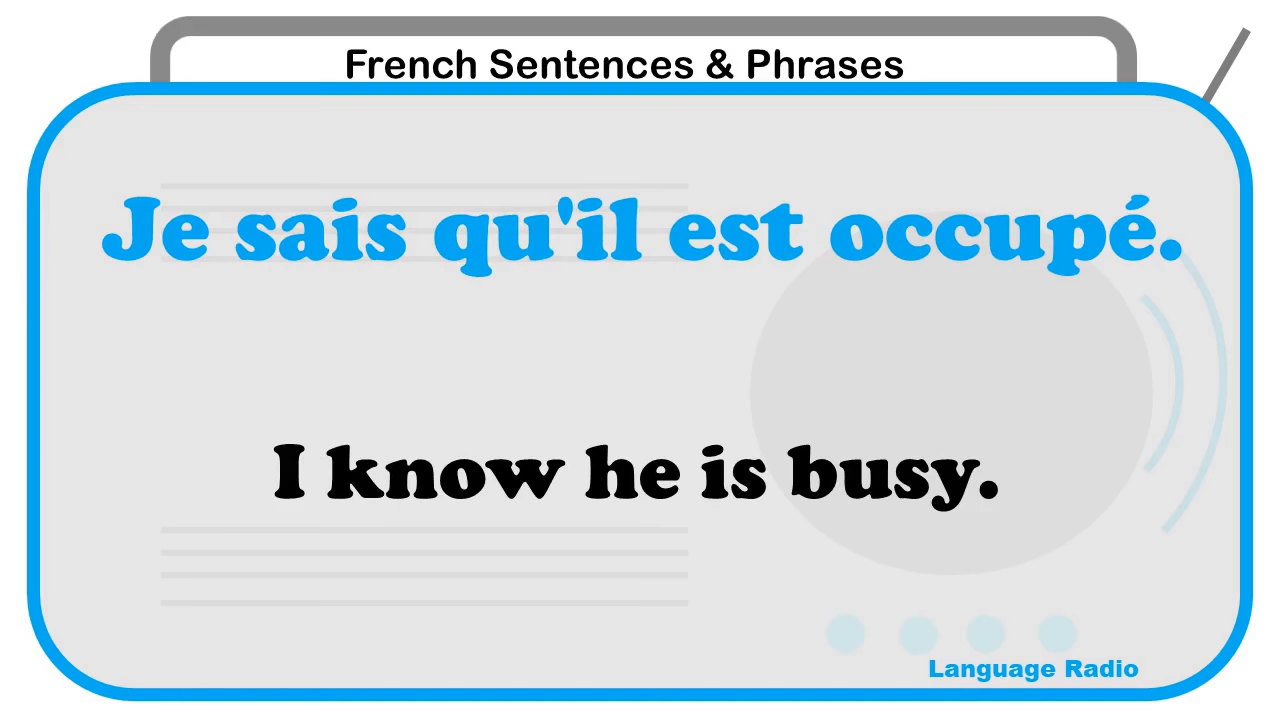 French Sentences & Phrases
Je sais qu'il est occupé.
I know he is busy.
Language Radio